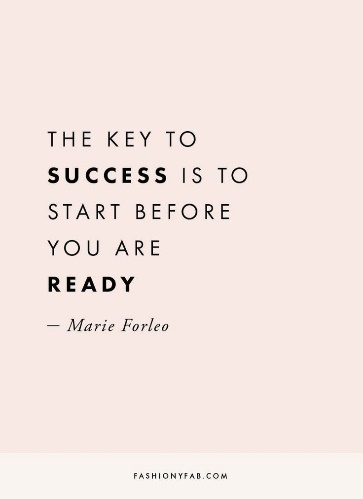 THE KEY TO
SUCCESS IS TO
START BEFORE
YOU ARE
READY
— Marie Forleo
FASHIONYFAB.COM